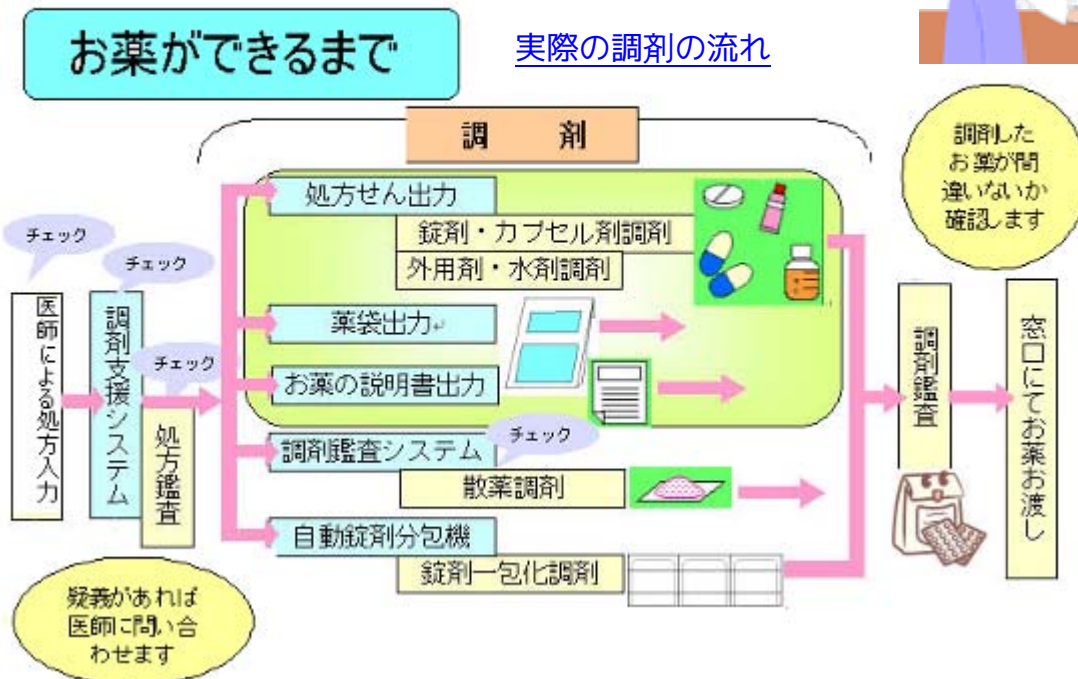 お薬ができるまで
実際の調剤の流れ
調剤
調剤した
お薬が間
違いないか
確認します
チェック
チェック
チェック
医師による処方入力
調剤支援システム
処方鑑査
処方せん出力
錠剤・カプセル剤調剤
外用剤・水剤調剤
薬袋出力↵
お薬の説明書出力
調剤鑑査システム
チェック
散薬調剤
自動錠剤分包機
錠剤一包化調剤
調剤鑑査
窓口にてお薬お渡し
疑義があれば
医師に問い合
わせます